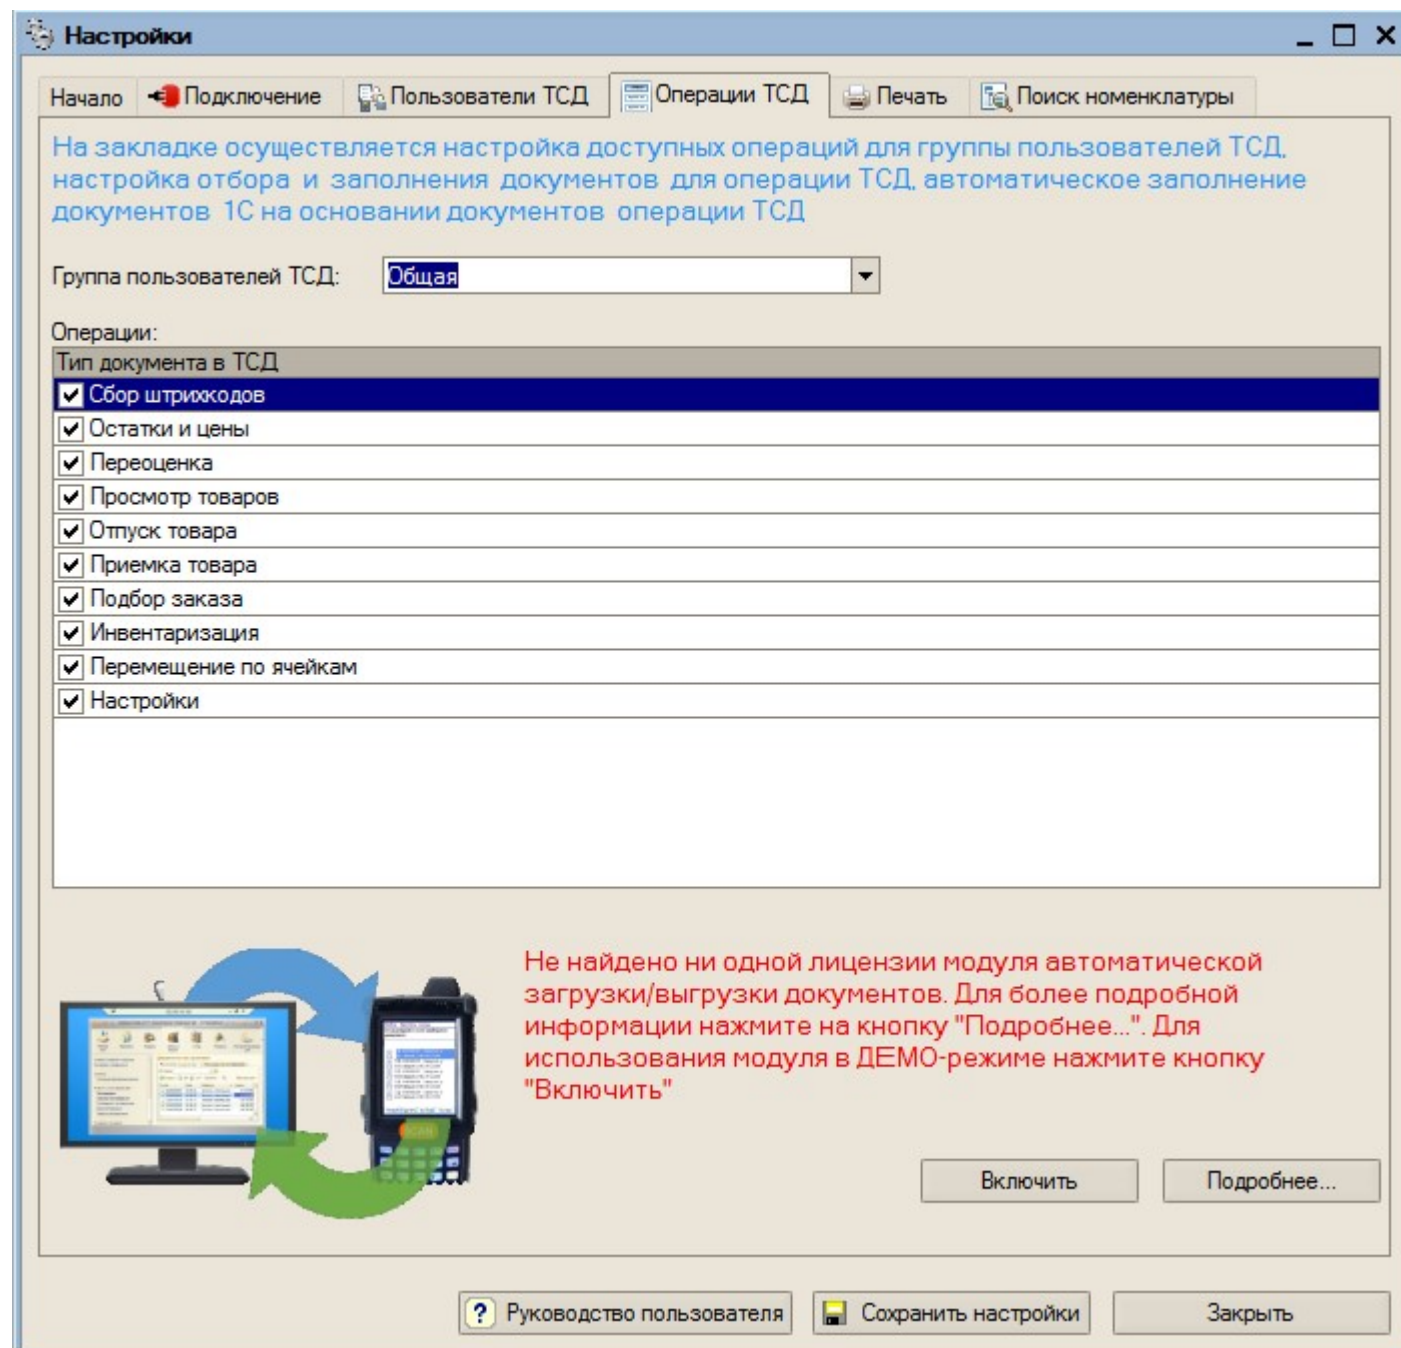 Настройки
Начало Подключение Пользователи ТСД Операции ТСД Печать Поиск номенклатуры
На закладке осуществляется настройка доступных операций для группы пользователей ТСД,
настройка отбора и заполнения документов для операции ТСД, автоматическое заполнение
документов 1С на основании документов операции ТСД
Группа пользователей ТСД: Общая
Операции:
Тип документа в ТСД
Сбор штрихкодов
Остатки и цены
Переоценка
Просмотр товаров
Отпуск товара
Приемка товара
Подбор заказа
Инвентаризация
Перемещение по ячейкам
Настройки
Не найдено ни одной лицензии модуля автоматической
загрузки/выгрузки документов. Для более подробной
информации нажмите на кнопку "Подробнее...". Для
использования модуля в ДЕМО-режиме нажмите кнопку
"Включить"
SCAN
Включить Подробнее...
Руководство пользователя Сохранить настройки Закрыть